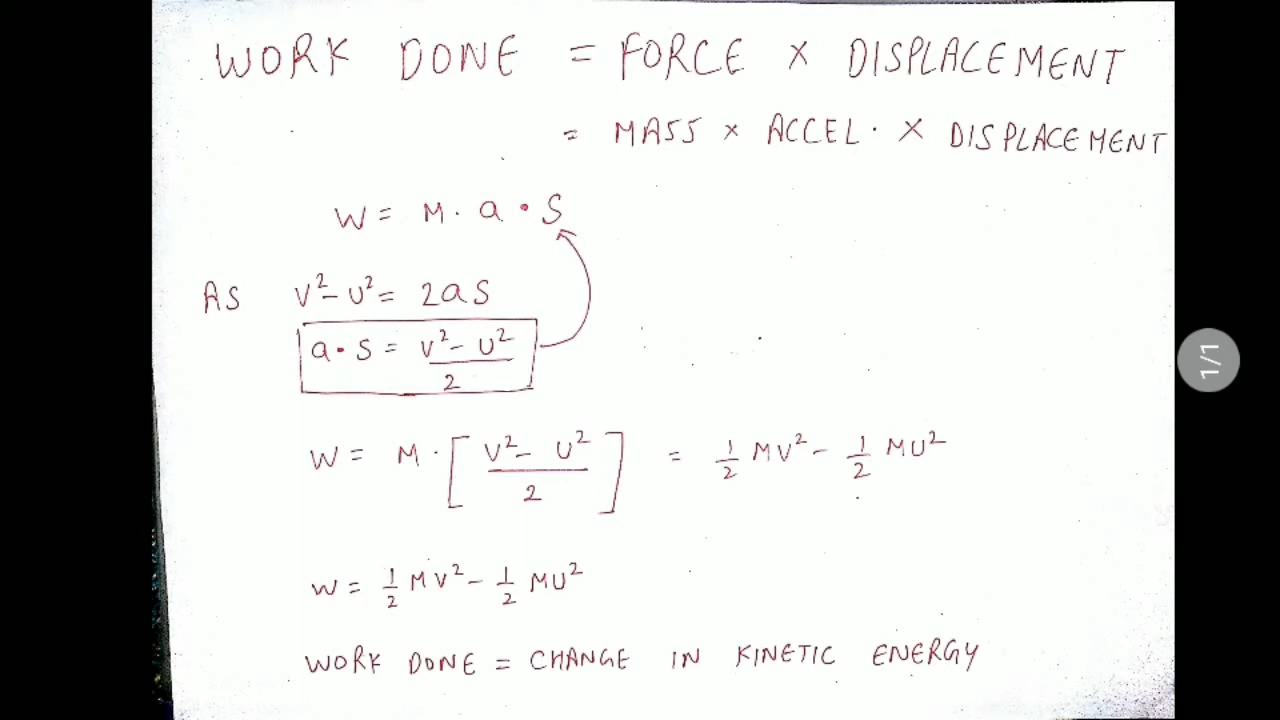 WORK DONE = FORCE × DISPLACEMENT
= MASS × ACCEL. × DISPLACEMENT
W = M . a . S
AS V² - U² = 2aS
a . S = V² - U² / 2
W = M . [ V² - U² / 2 ] = 1/2 MV² - 1/2 MU²
W = 1/2 MV² - 1/2 MU²
WORK DONE = CHANGE IN KINETIC ENERGY
1/1